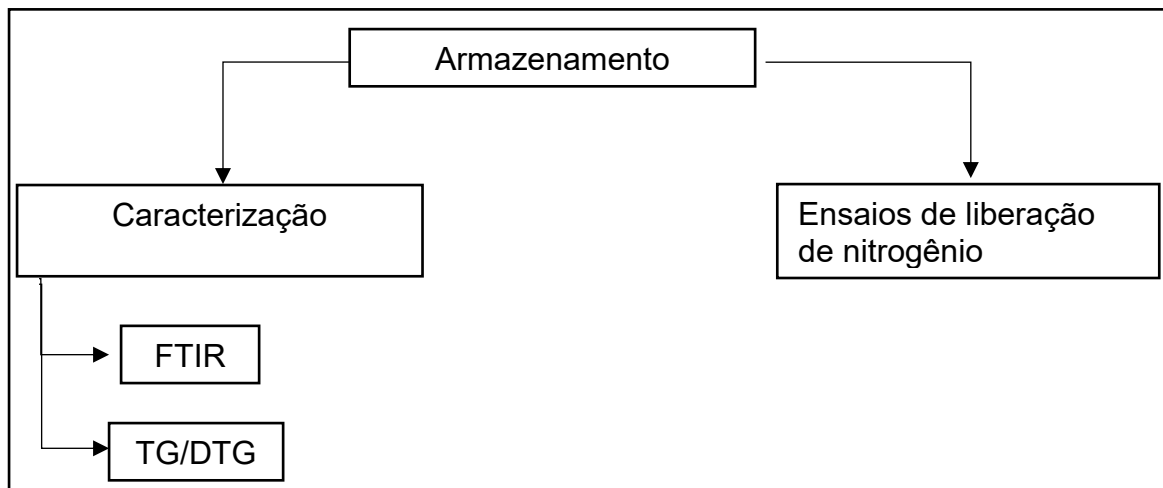 Armazenamento
Caracterização
Ensaios de liberação
de nitrogênio
FTIR
TG/DTG